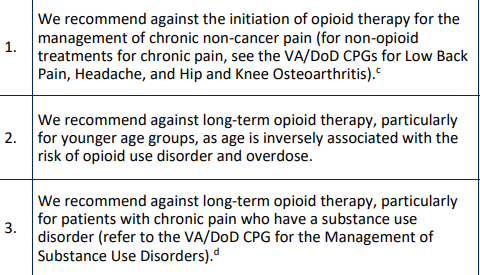 1.
We recommend against the initiation of opioid therapy for the
management of chronic non-cancer pain (for non-opioid
treatments for chronic pain, see the VA/DoD CPGs for Low Back
Pain, Headache, and Hip and Knee Osteoarthritis).ᶜ
2.
We recommend against long-term opioid therapy, particularly
for younger age groups, as age is inversely associated with the
risk of opioid use disorder and overdose.
3.
We recommend against long-term opioid therapy, particularly
for patients with chronic pain who have a substance use
disorder (refer to the VA/DoD CPG for the Management of
Substance Use Disorders).ᵈ